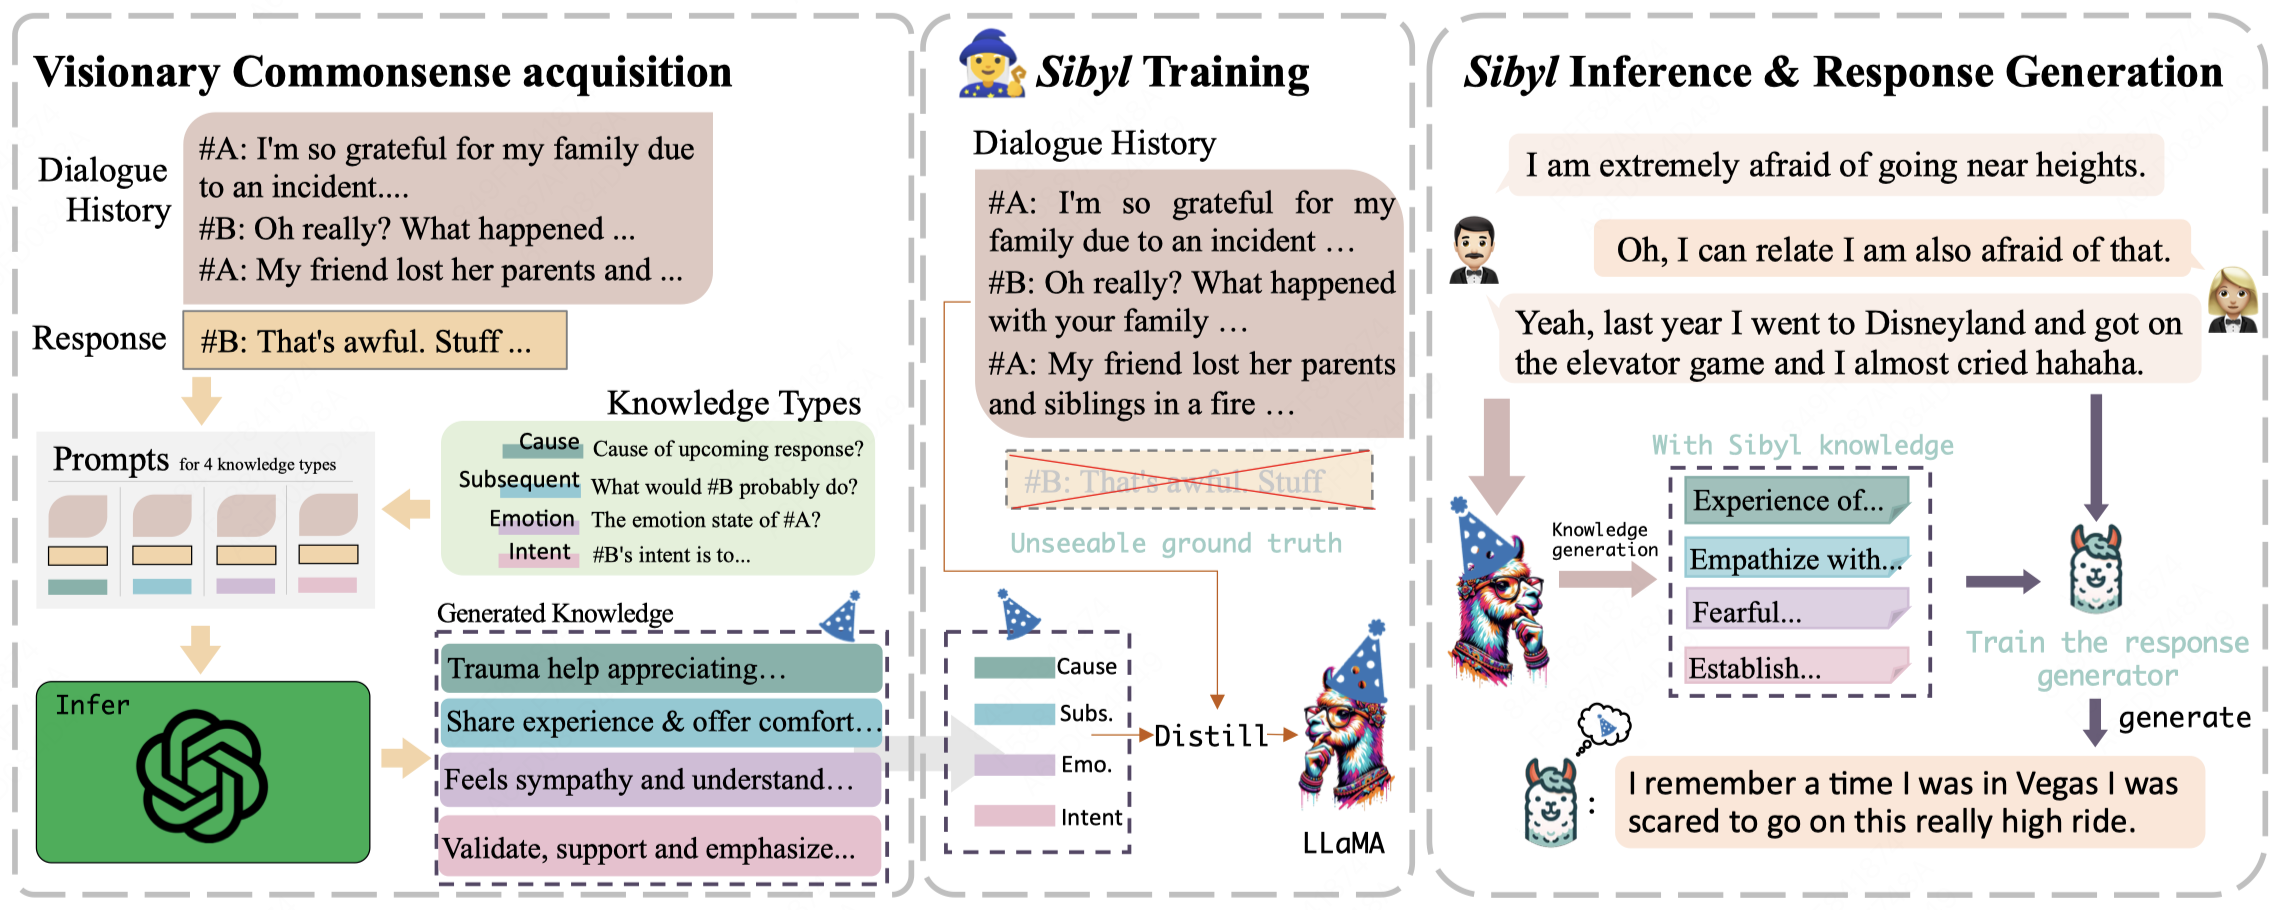 Visionary Commonsense acquisition
Dialogue
History
#A: I'm so grateful for my family due
to an incident....
#B: Oh really? What happened ...
#A: My friend lost her parents and ...
Response
#B: That's awful. Stuff ...
Knowledge Types
Cause Cause of upcoming response?
Subsequent What would #B probably do?
Emotion The emotion state of #A?
Intent #B's intent is to...
Prompts for 4 knowledge types
Infer
Generated Knowledge
Trauma help appreciating…
Share experience & offer comfort…
Feels sympathy and understand…
Validate, support and emphasize...
Sibyl Training
Dialogue History
#A: I'm so grateful for my
family due to an incident …
#B: Oh really? What happened
with your family …
#A: My friend lost her parents
and siblings in a fire …
#B: That's awful. Stuff
Unseeable ground truth
Cause
Subs.
Emo.
Intent
Distill
LLaMA
Sibyl Inference & Response Generation
I am extremely afraid of going near heights.
Oh, I can relate I am also afraid of that.
Yeah, last year I went to Disneyland and got on
the elevator game and I almost cried hahaha.
With Sibyl knowledge
Knowledge
generation
Experience of...
Empathize with...
Fearful...
Establish...
Train the response
generator
generate
:
I remember a time I was in Vegas I was
scared to go on this really high ride.